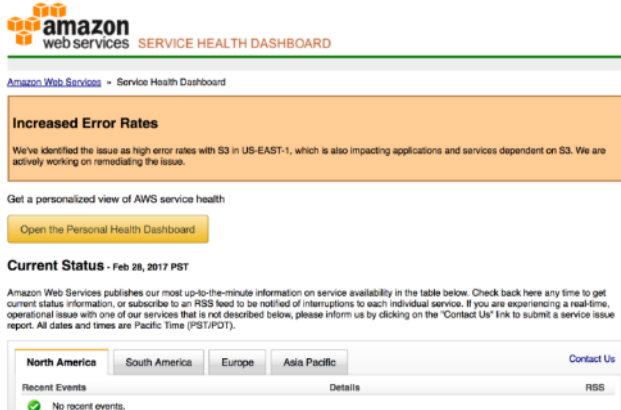 amazon
web services SERVICE HEALTH DASHBOARD
Amazon Web Services » Service Health Dashboard
Increased Error Rates
We've identified the issue as high error rates with S3 in US-EAST-1, which is also impacting applications and services dependent on S3. We are
actively working on remediating the issue.
Get a personalized view of AWS service health
Open the Personal Health Dashboard
Current Status - Feb 28, 2017 PST
Amazon Web Services publishes our most up-to-the-minute information on service availability in the table below. Check back here any time to get
current status information, or subscribe to an RSS feed to be notified of interruptions to each individual service. If you are experiencing a real-time,
operational issue with one of our services that is not described below, please inform us by clicking on the "Contact Us" link to submit a service issue
report. All dates and times are Pacific Time (PST/PDT).
North America South America Europe Asia Pacific Contact Us
Recent Events Details RSS
No recent events.